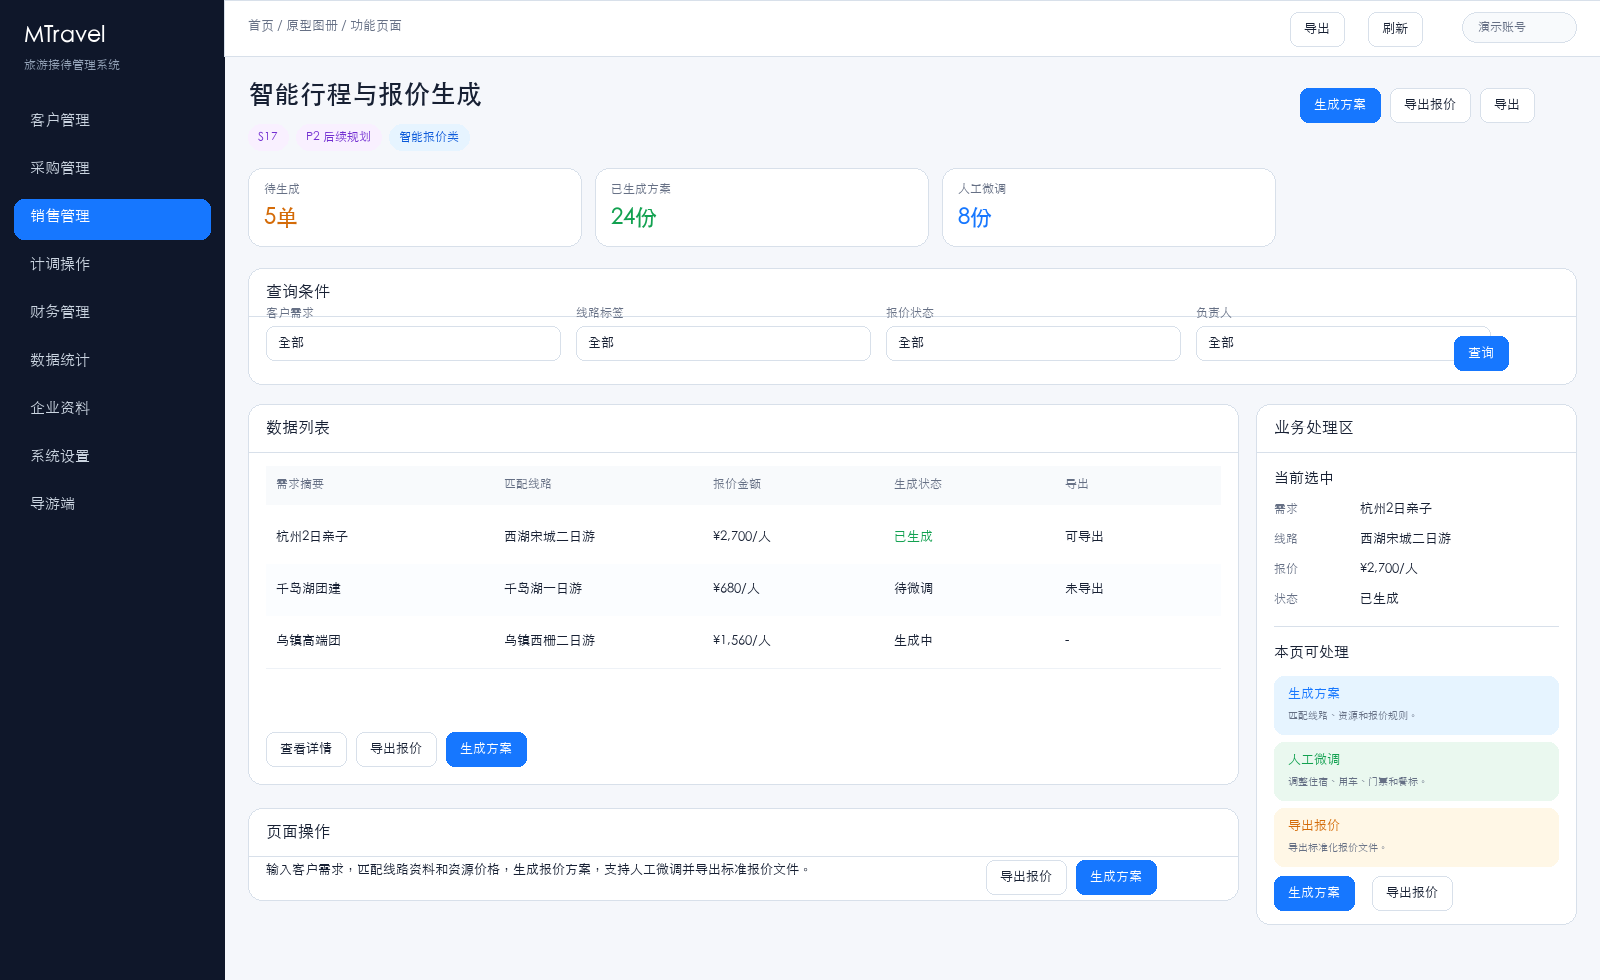 MTravel
旅游接待管理系统
客户管理
采购管理
销售管理
计调操作
财务管理
数据统计
企业资料
系统设置
导游端
首页 / 原型图册 / 功能页面
导出
刷新
演示账号
智能行程与报价生成
S17
P2 后续规划
智能报价类
生成方案
导出报价
导出
待生成
5单
已生成方案
24份
人工微调
8份
查询条件
客户需求
线路标签
报价状态
负责人
全部
全部
全部
全部
查询
数据列表
需求摘要 匹配线路 报价金额 生成状态 导出
杭州2日亲子 西湖宋城二日游 ¥2,700/人 已生成 可导出
千岛湖团建 千岛湖一日游 ¥680/人 待微调 未导出
乌镇高端团 乌镇西栅二日游 ¥1,560/人 生成中 -
查看详情
导出报价
生成方案
页面操作
输入客户需求，匹配线路资料和资源价格，生成报价方案，支持人工微调并导出标准报价文件。
导出报价
生成方案
业务处理区
当前选中
需求 杭州2日亲子
线路 西湖宋城二日游
报价 ¥2,700/人
状态 已生成
本页可处理
生成方案
匹配线路、资源和报价规则。
人工微调
调整住宿、用车、门票和餐标。
导出报价
导出标准化报价文件。
生成方案
导出报价